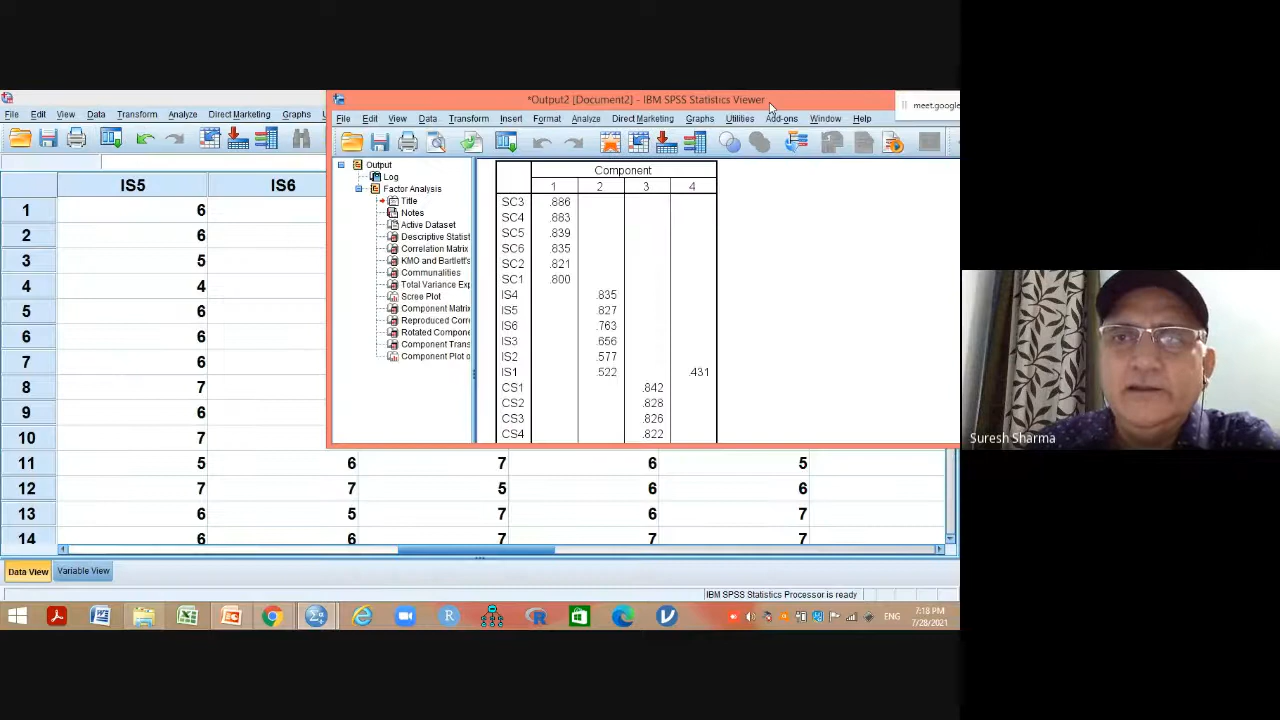 *Output2 [Document2] - IBM SPSS Statistics Viewer
meet.google
File Edit View Data Transform Analyze Direct Marketing Graphs
File Edit View Data Transform Insert Format Analyze Direct Marketing Graphs Utilities Add-ons Window Help
IS5 IS6
1 6
2 6
3 5
4 4
5 6
6 6
7 6
8 7
9 6
10 7
11 5 6 7 6 5
12 7 7 5 6 6
13 6 5 7 6 7
14 6 6 7 7 7
Output
Log
Factor Analysis
Title
Notes
Active Dataset
Descriptive Statist
Correlation Matrix
KMO and Bartlett's
Communalities
Total Variance Exp
Scree Plot
Component Matrix
Reproduced Corre
Rotated Compone
Component Trans
Component Plot o
Component
1 2 3 4
SC3 .886
SC4 .883
SC5 .839
SC6 .835
SC2 .821
SC1 .800
IS4 .835
IS5 .827
IS6 .763
IS3 .656
IS2 .577
IS1 .522 .431
CS1 .842
CS2 .828
CS3 .826
CS4 .822
Data View Variable View
IBM SPSS Statistics Processor is ready
ENG
7:18 PM
7/28/2021
Suresh Sharma